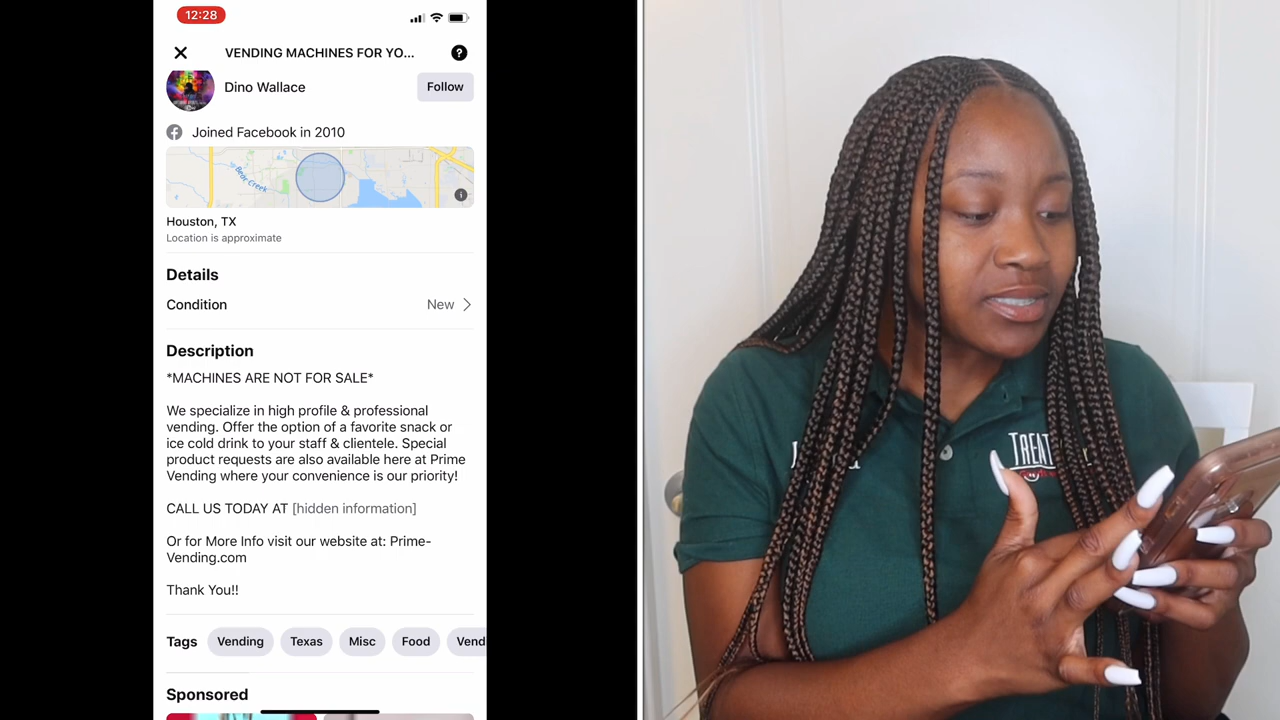 12:28
VENDING MACHINES FOR YO...
Dino Wallace
Follow
Joined Facebook in 2010
Bear Creek
Houston, TX
Location is approximate
Details
Condition
New
Description
*MACHINES ARE NOT FOR SALE*
We specialize in high profile & professional
vending. Offer the option of a favorite snack or
ice cold drink to your staff & clientele. Special
product requests are also available here at Prime
Vending where your convenience is our priority!
CALL US TODAY AT [hidden information]
Or for More Info visit our website at: Prime-
Vending.com
Thank You!!
Tags
Vending
Texas
Misc
Food
Vend
Sponsored
TREAT